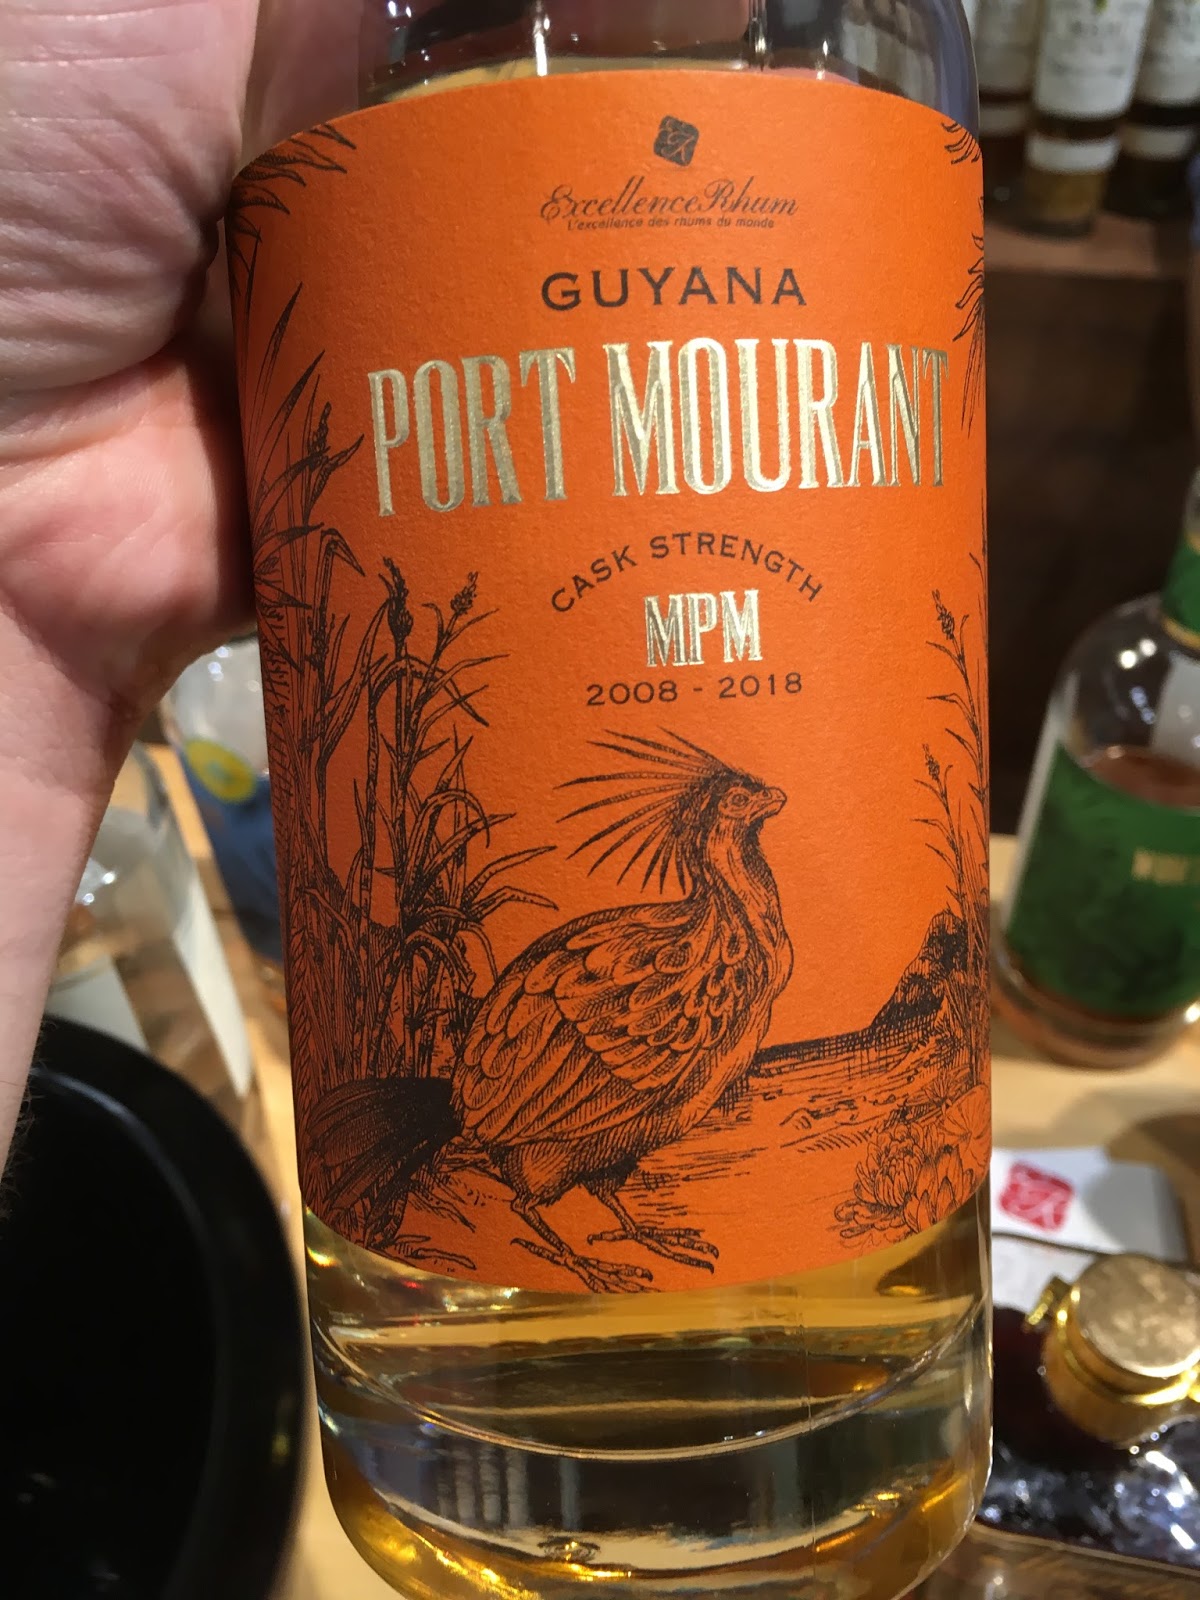 ExcellenceRhum
L'excellence des rhums du monde
GUYANA
PORT MOURANT
CASK STRENGTH
MPM
2008 - 2018